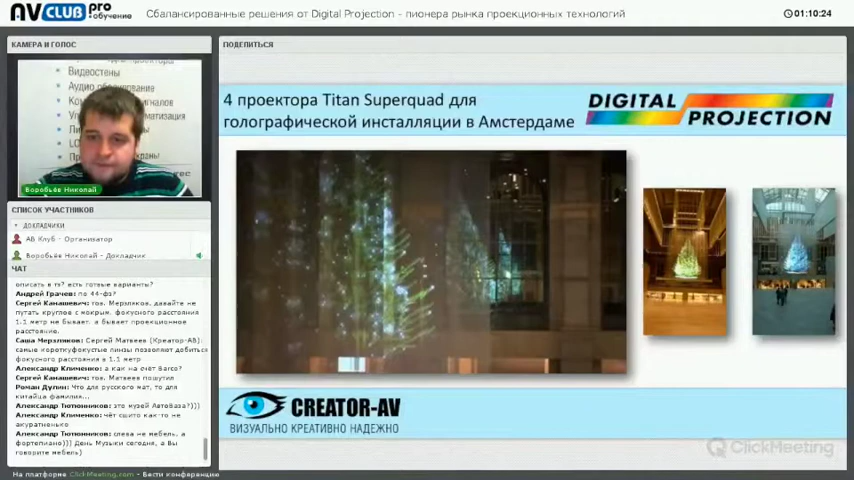 AV CLUB pro
обучение
Сбалансированные решения от Digital Projection - пионера рынка проекционных технологий
01:10:24
КАМЕРА И ГОЛОС
Видеостены
Воробьёв Николай
СПИСОК УЧАСТНИКОВ
ДОКЛАДЧИКИ
АВ Клуб - Организатор
Воробьёв Николай - Докладчик
ЧАТ
описать в тз? есть готвые варианты?
Андрей Грачев: по 44-фз?
Сергей Канашевич: тов. Мерзляков, давайте не
путать круглое с мокрым. фокусного расстояния
1.1 метр не бывает. а бывает проекционное
расстояние.
Саша Мерзляков: Сергей Матвеев (Креатор-АВ):
самые короткофокустые линзы позволяют добиться
фокусного расстояния в 1.1 метр
Александр Клименко: а как на счёт Barco?
Сергей Канашевич: тов. Матвеев пошутил
Роман Дулин: Что для русского мат, то для
китайца фамилия...
Александр Тютюнников: это музей АвтоВаза?)))
Александр Клименко: чёт сшито как-то не
акуратненько
Александр Тютюнников: слева не мебель, а
фортепиано))) День Музыки сегодня, а Вы
говорите мебель)
На платформе ClickMeeting.com - Вести конференцию
ПОДЕЛИТЬСЯ
4 проектора Titan Superquad для
голографической инсталляции в Амстердаме
DIGITAL
PROJECTION
CREATOR-AV
ВИЗУАЛЬНО КРЕАТИВНО НАДЕЖНО
ClickMeeting